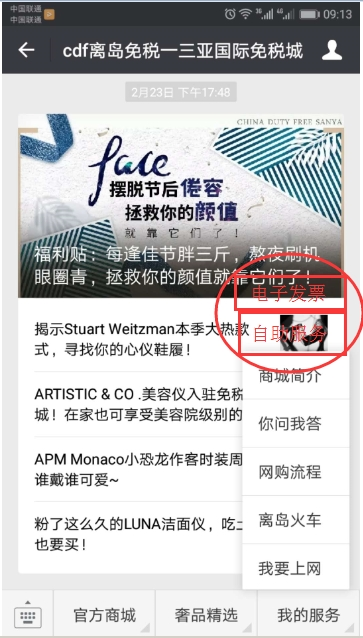 中国联通
中国联通
3G
4G
09:13
cdf离岛免税一三亚国际免税城
2月23日 下午17:48
CHINA DUTY FREE SANYA
face
摆脱节后倦容
拯救你的颜值
就靠它们了！
福利贴；每逢佳节胖三斤，熬夜刷机
眼圈青，拯救你的颜值就靠它们了！
揭示Stuart Weitzman本季大热款
式，寻找你的心仪鞋履！
ARTISTIC & CO .美容仪入驻免税
城！在家也可享受美容院级别的
APM Monaco小恐龙作客时装周
谁戴谁可爱~
粉了这么久的LUNA洁面仪，吃土
也要买！
电子发票
自助服务
商城简介
你问我答
网购流程
离岛火车
我要上网
官方商城
奢品精选
我的服务